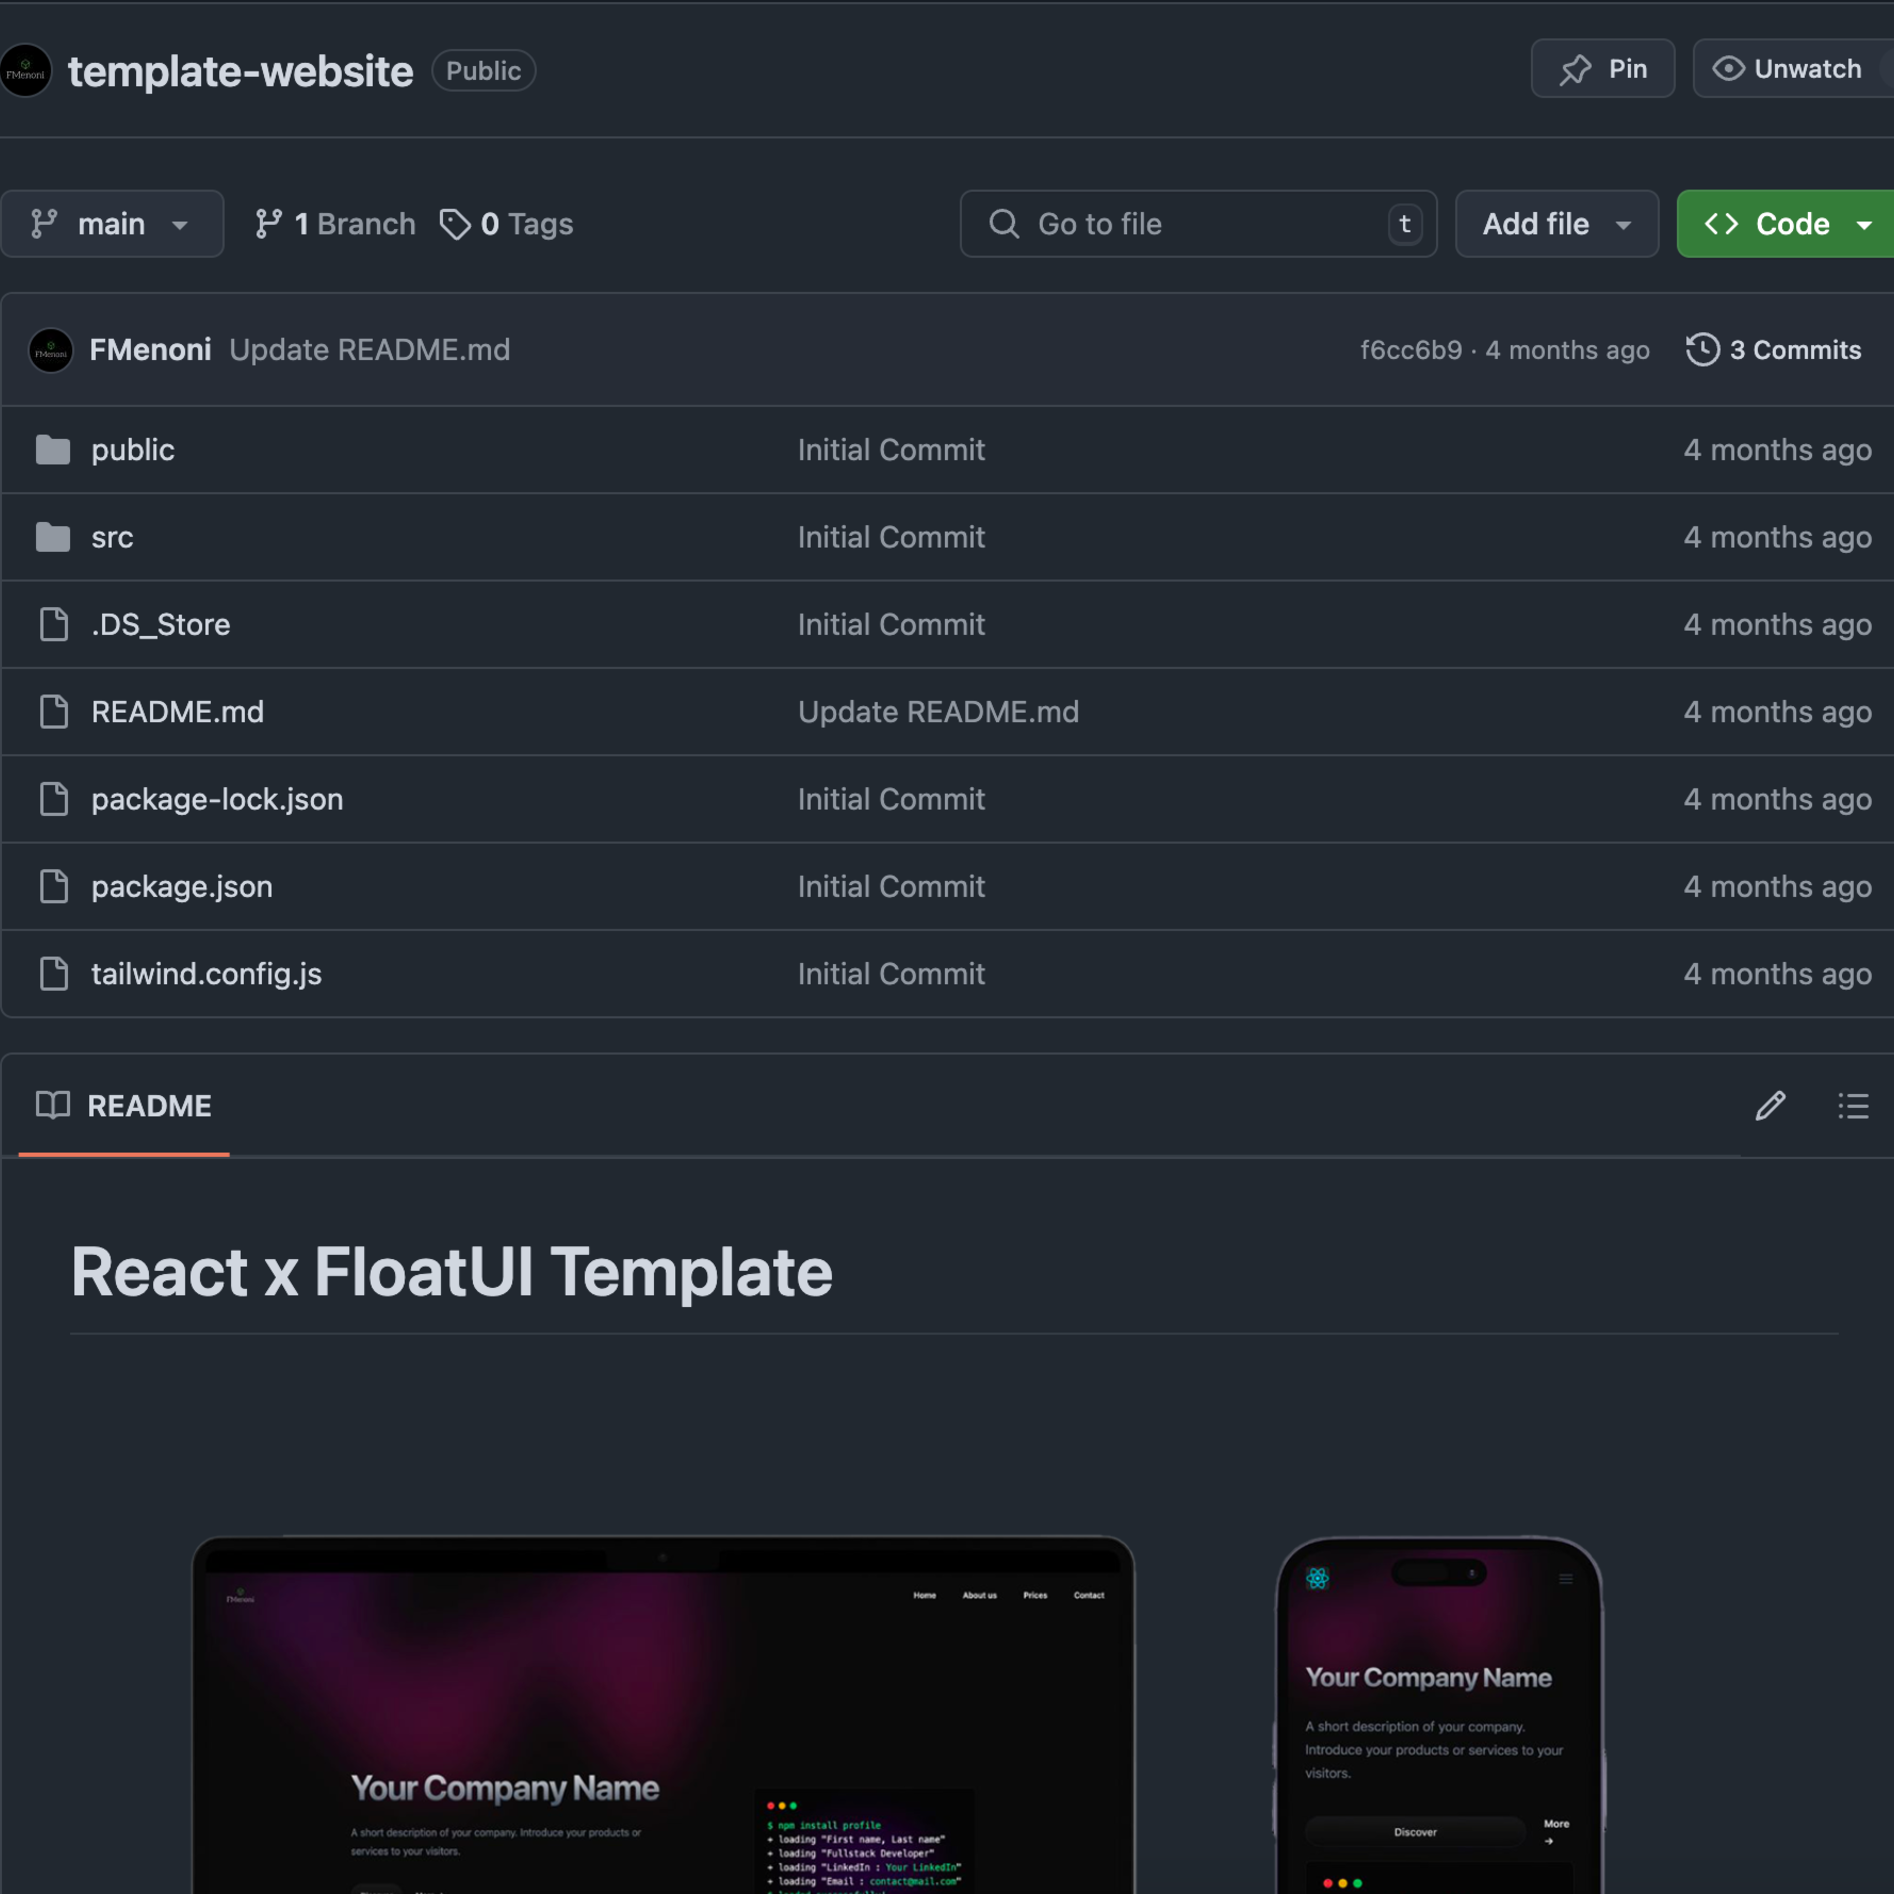 FMenoni
template-website Public Pin Unwatch
main 1 Branch 0 Tags Go to file t Add file Code
FMenoni
FMenoni Update README.md f6cc6b9 · 4 months ago 3 Commits
public Initial Commit 4 months ago
src Initial Commit 4 months ago
.DS_Store Initial Commit 4 months ago
README.md Update README.md 4 months ago
package-lock.json Initial Commit 4 months ago
package.json Initial Commit 4 months ago
tailwind.config.js Initial Commit 4 months ago
README
React x FloatUI Template
FMenoni Home About us Prices Contact
Your Company Name
A short description of your company. Introduce your products or
services to your visitors.
$ npm install profile
+ loading "First name, Last name"
+ loading "Fullstack Developer"
+ loading "LinkedIn : Your LinkedIn"
+ loading "Email : contact@mail.com"
Your Company Name
A short description of your company.
Introduce your products or services to your
visitors.
Discover More
→